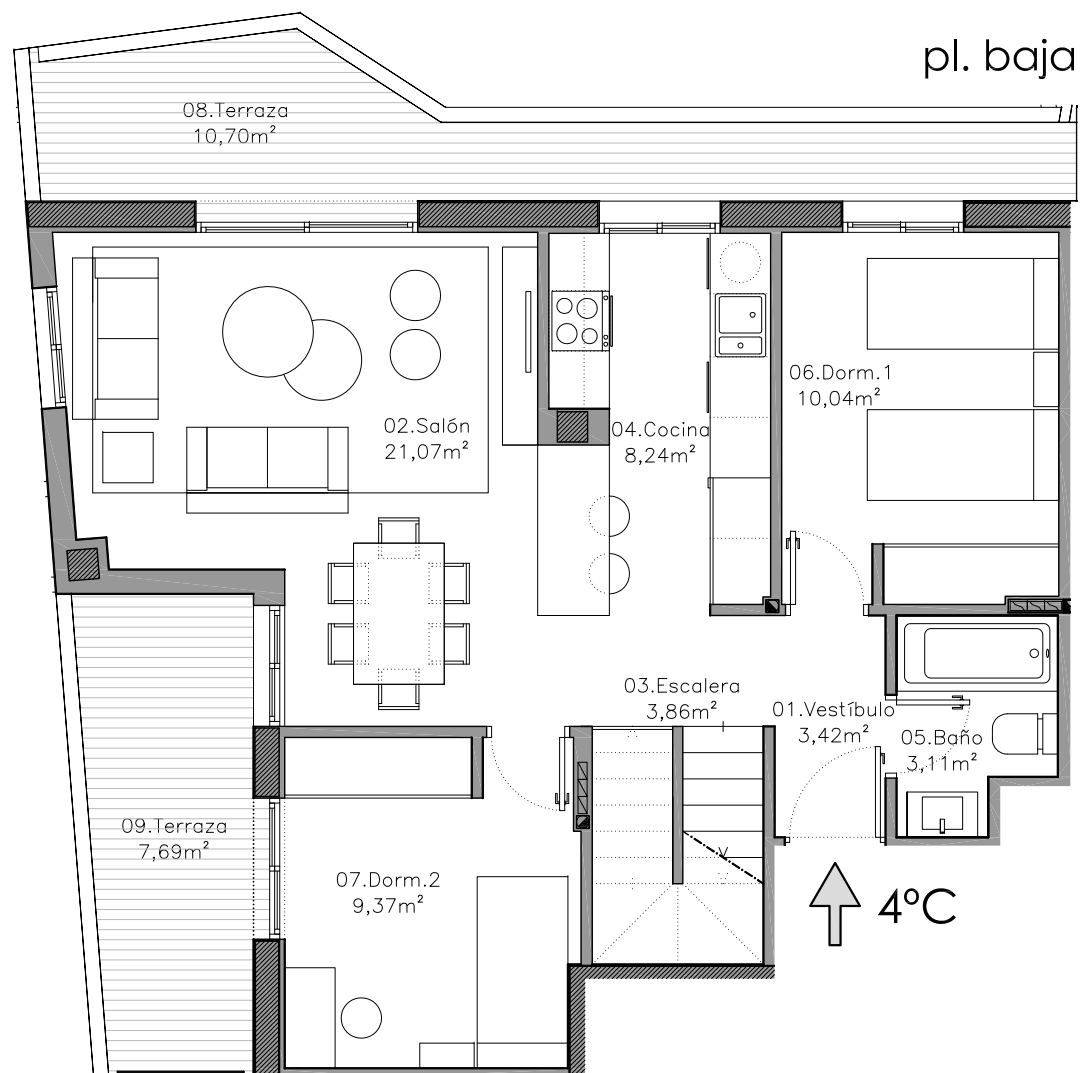 pl. baja
08.Terraza
10,70m²
06.Dorm.1
10,04m²
02.Salón
21,07m²
04.Cocina
8,24m²
03.Escalera
3,86m²
01.Vestíbulo
3,42m²
05.Baño
3,11m²
09.Terraza
7,69m²
07.Dorm.2
9,37m²
4ºC